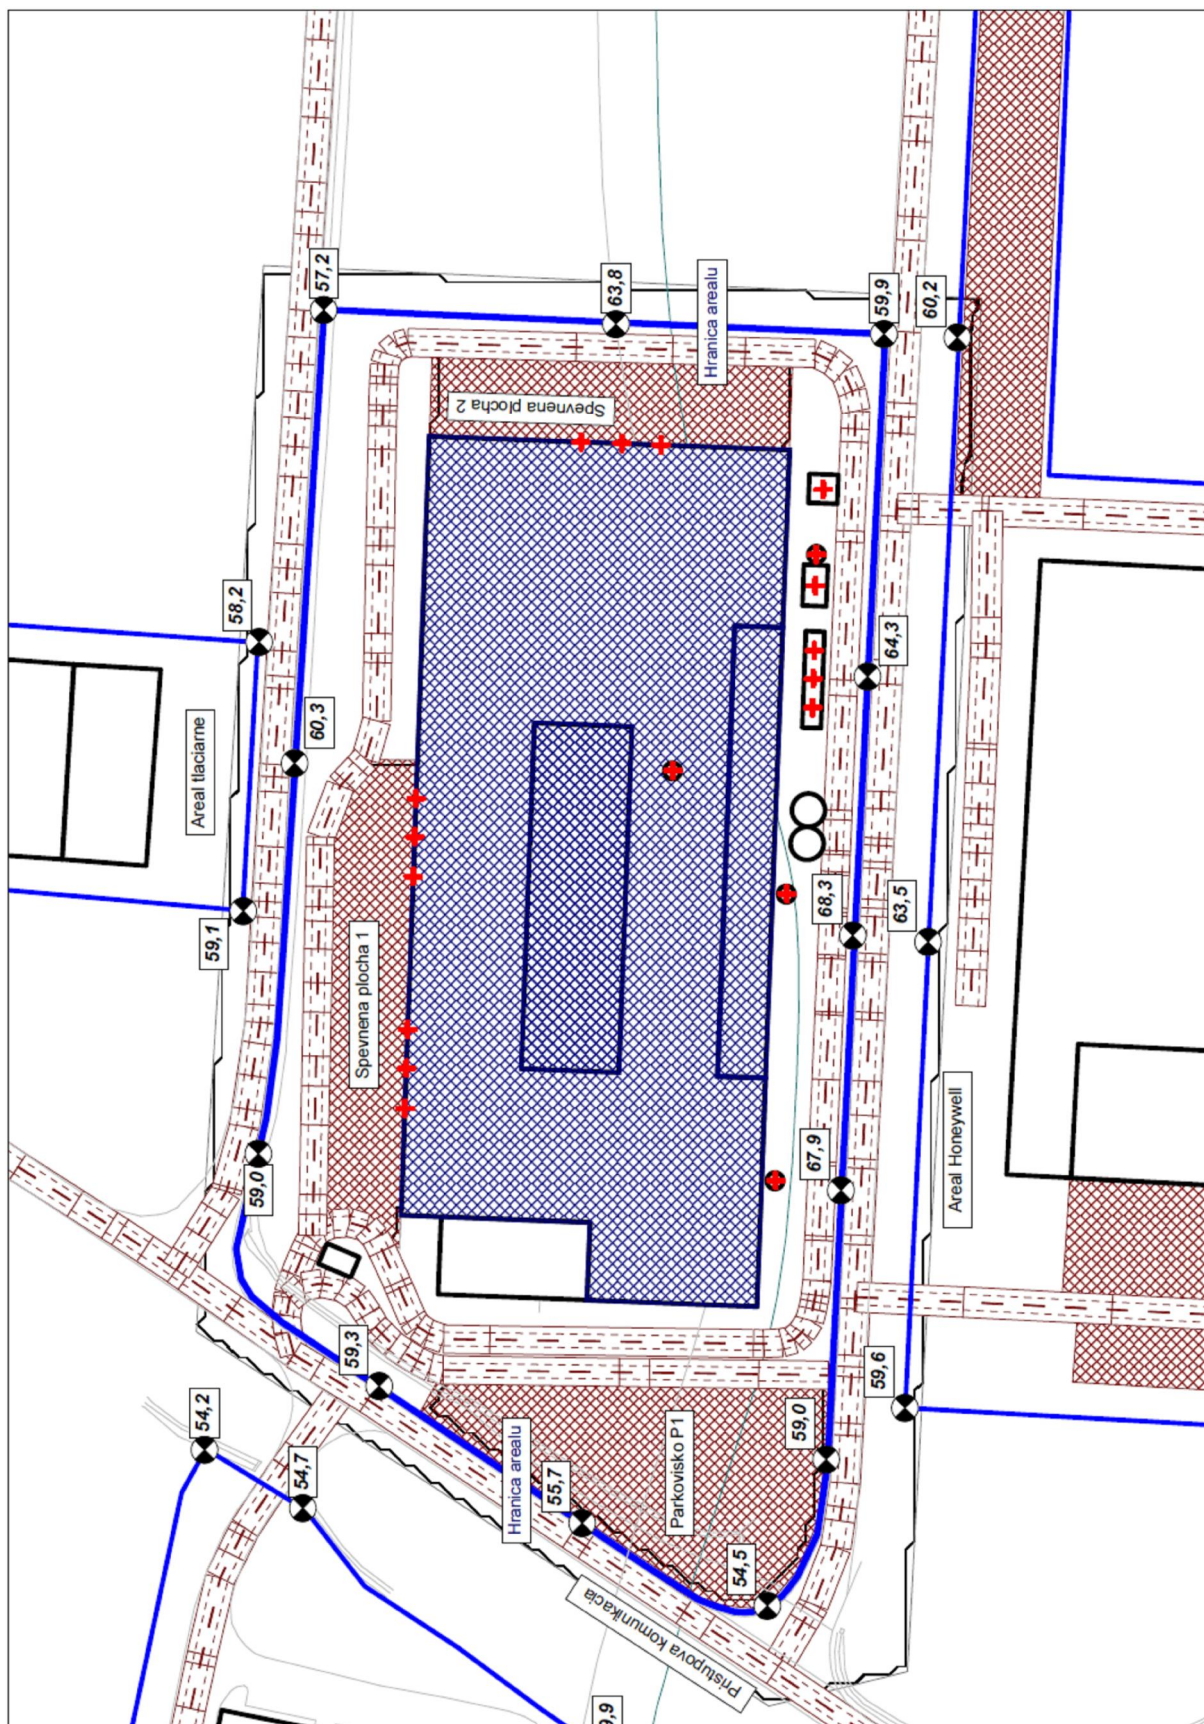 57,2
63,8
Hranica arealu
59,9
60,2
Spevnena plocha 2
58,2
60,3
64,3
Areal tlaciarne
59,1
68,3
63,5
Spevnena plocha 1
59,0
67,9
Areal Honeywell
59,3
59,6
54,2
54,7
59,0
Hranica arealu
55,7
Parkovisko P1
54,5
Pristupova komunikacia